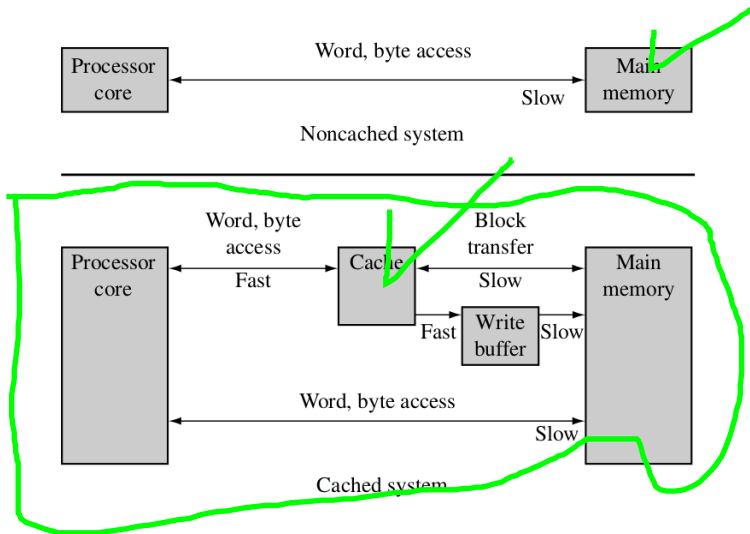 Word, byte access
Processor
core
Main
memory
Slow
Noncached system
Word, byte
access
Block
transfer
Processor
core
Cache
Main
memory
Fast
Slow
Fast
Write
buffer
Slow
Word, byte access
Slow
Cached system